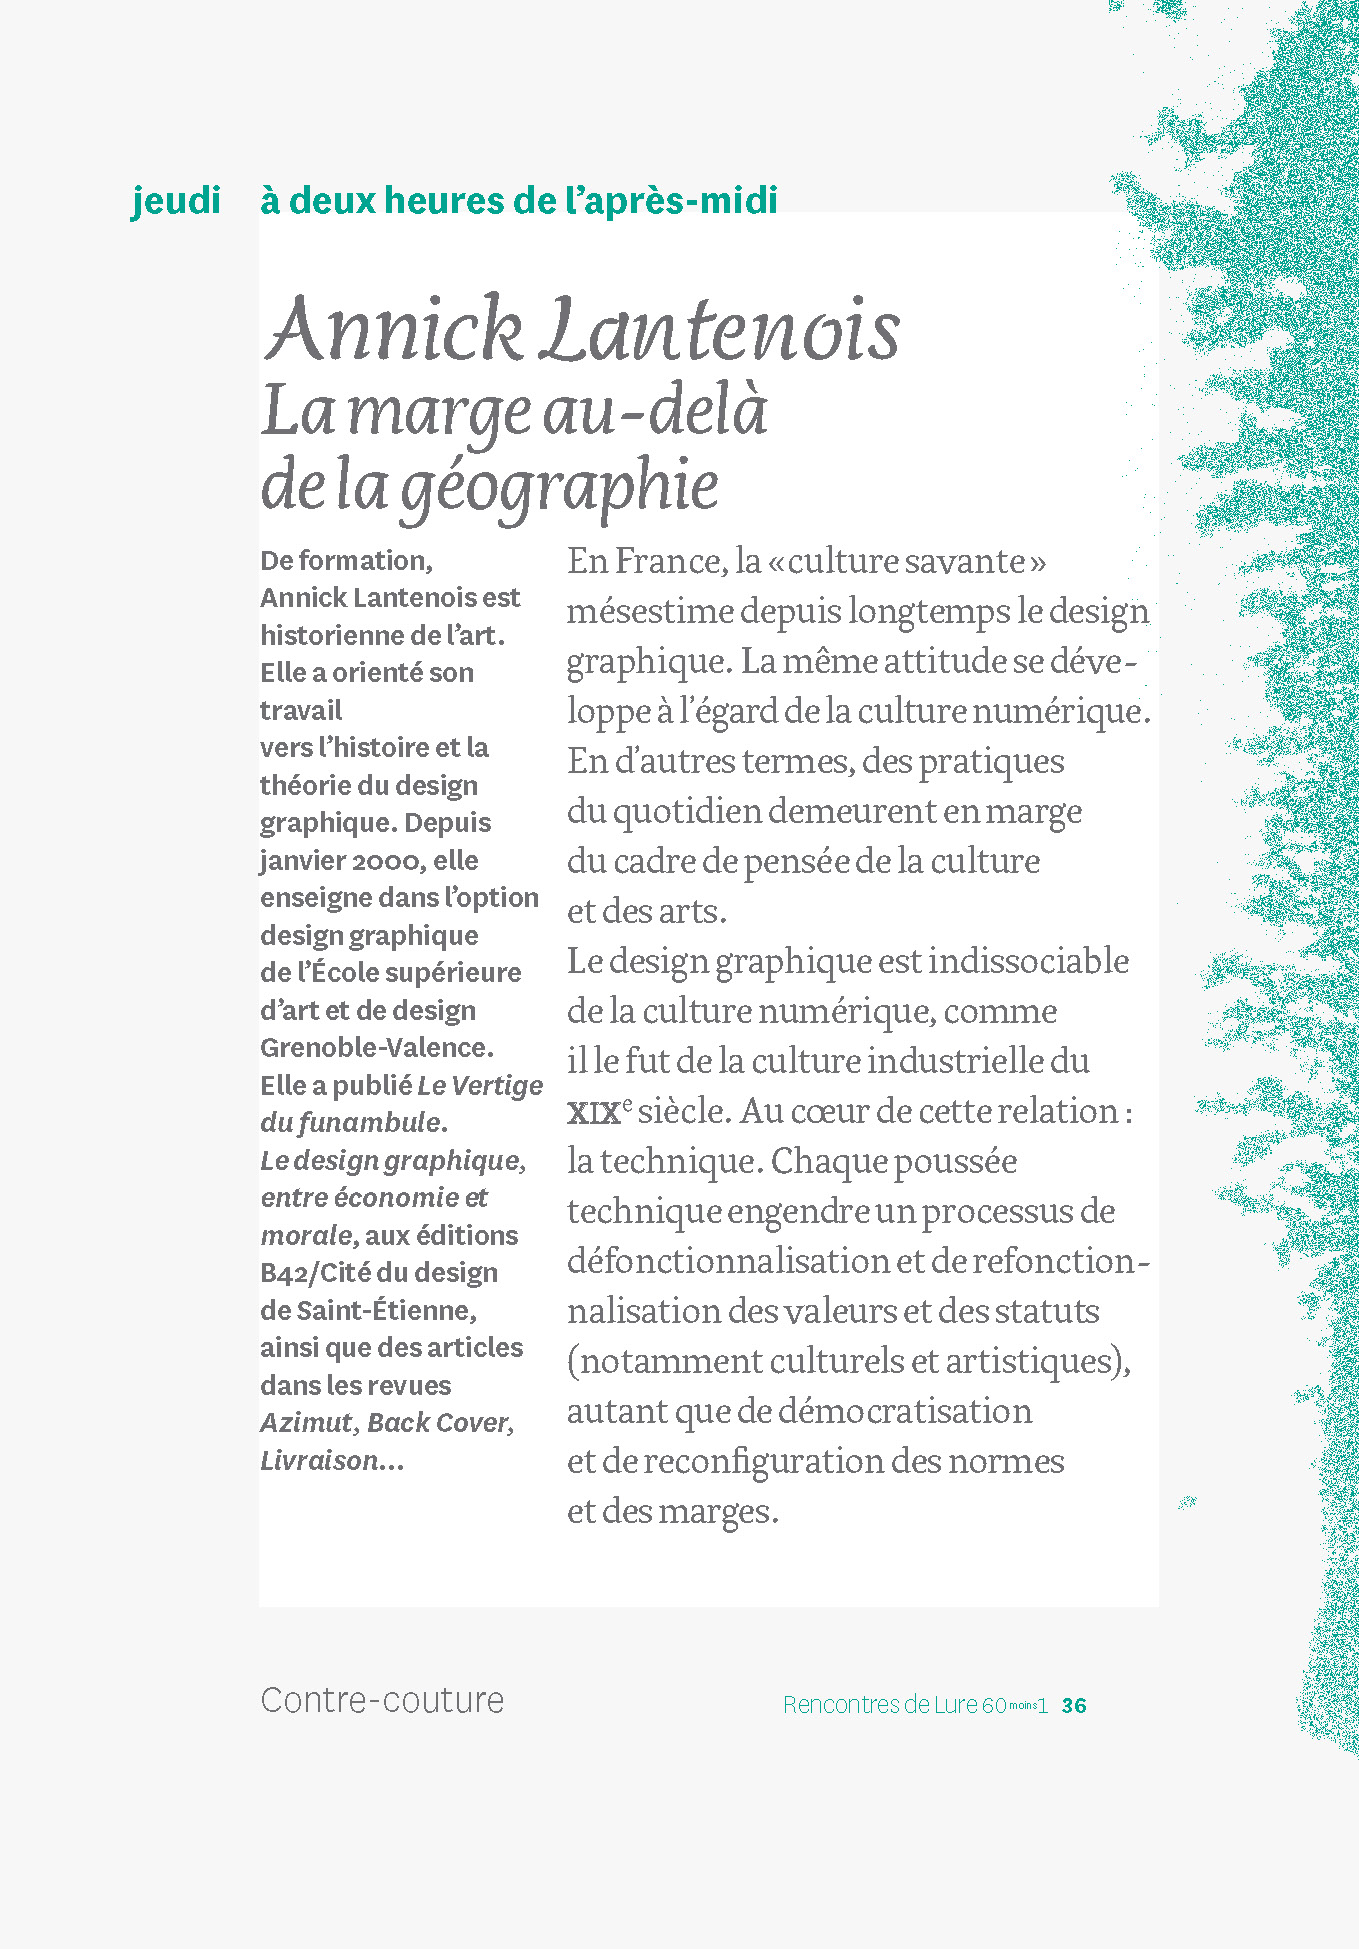 jeudi à deux heures de l’après-midi
Annick Lantenois
La marge au-delà
de la géographie
De formation,
Annick Lantenois est
historienne de l’art.
Elle a orienté son
travail
vers l’histoire et la
théorie du design
graphique. Depuis
janvier 2000, elle
enseigne dans l’option
design graphique
de l’École supérieure
d’art et de design
Grenoble-Valence.
Elle a publié Le Vertige
du funambule.
Le design graphique,
entre économie et
morale, aux éditions
B42/Cité du design
de Saint-Étienne,
ainsi que des articles
dans les revues
Azimut, Back Cover,
Livraison…
En France, la « culture savante »
mésestime depuis longtemps le design
graphique. La même attitude se déve-
loppe à l’égard de la culture numérique.
En d’autres termes, des pratiques
du quotidien demeurent en marge
du cadre de pensée de la culture
et des arts.
Le design graphique est indissociable
de la culture numérique, comme
il le fut de la culture industrielle du
XIXe siècle. Au cœur de cette relation :
la technique. Chaque poussée
technique engendre un processus de
défonctionnalisation et de refonction-
nalisation des valeurs et des statuts
(notamment culturels et artistiques),
autant que de démocratisation
et de reconfiguration des normes
et des marges.
Contre-couture
Rencontres de Lure 60 moins 1 36